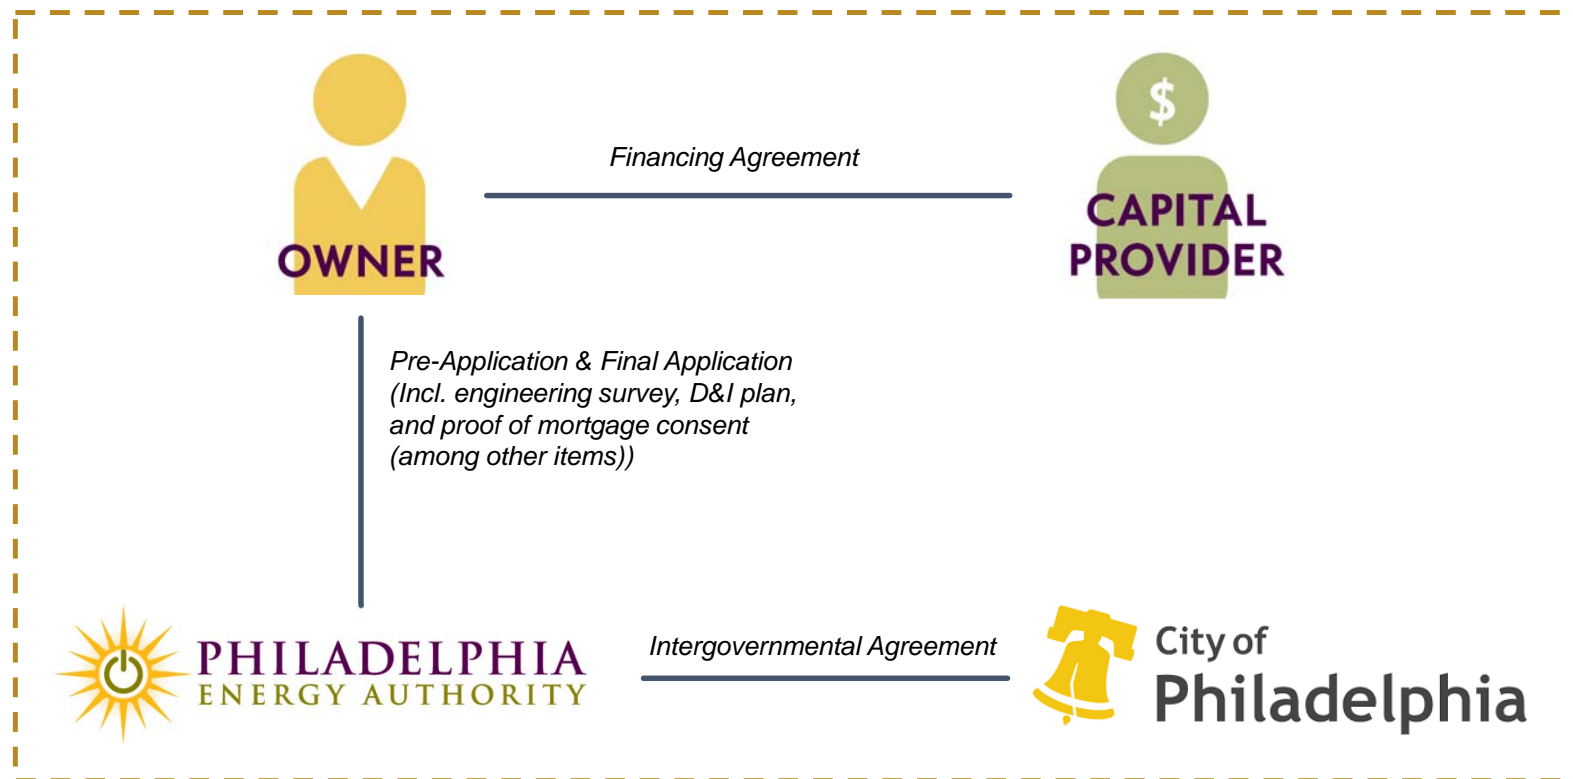 $
Financing Agreement
OWNER
CAPITAL
PROVIDER
Pre-Application & Final Application
(Incl. engineering survey, D&I plan,
and proof of mortgage consent
(among other items))
PHILADELPHIA
ENERGY AUTHORITY
Intergovernmental Agreement
City of
Philadelphia